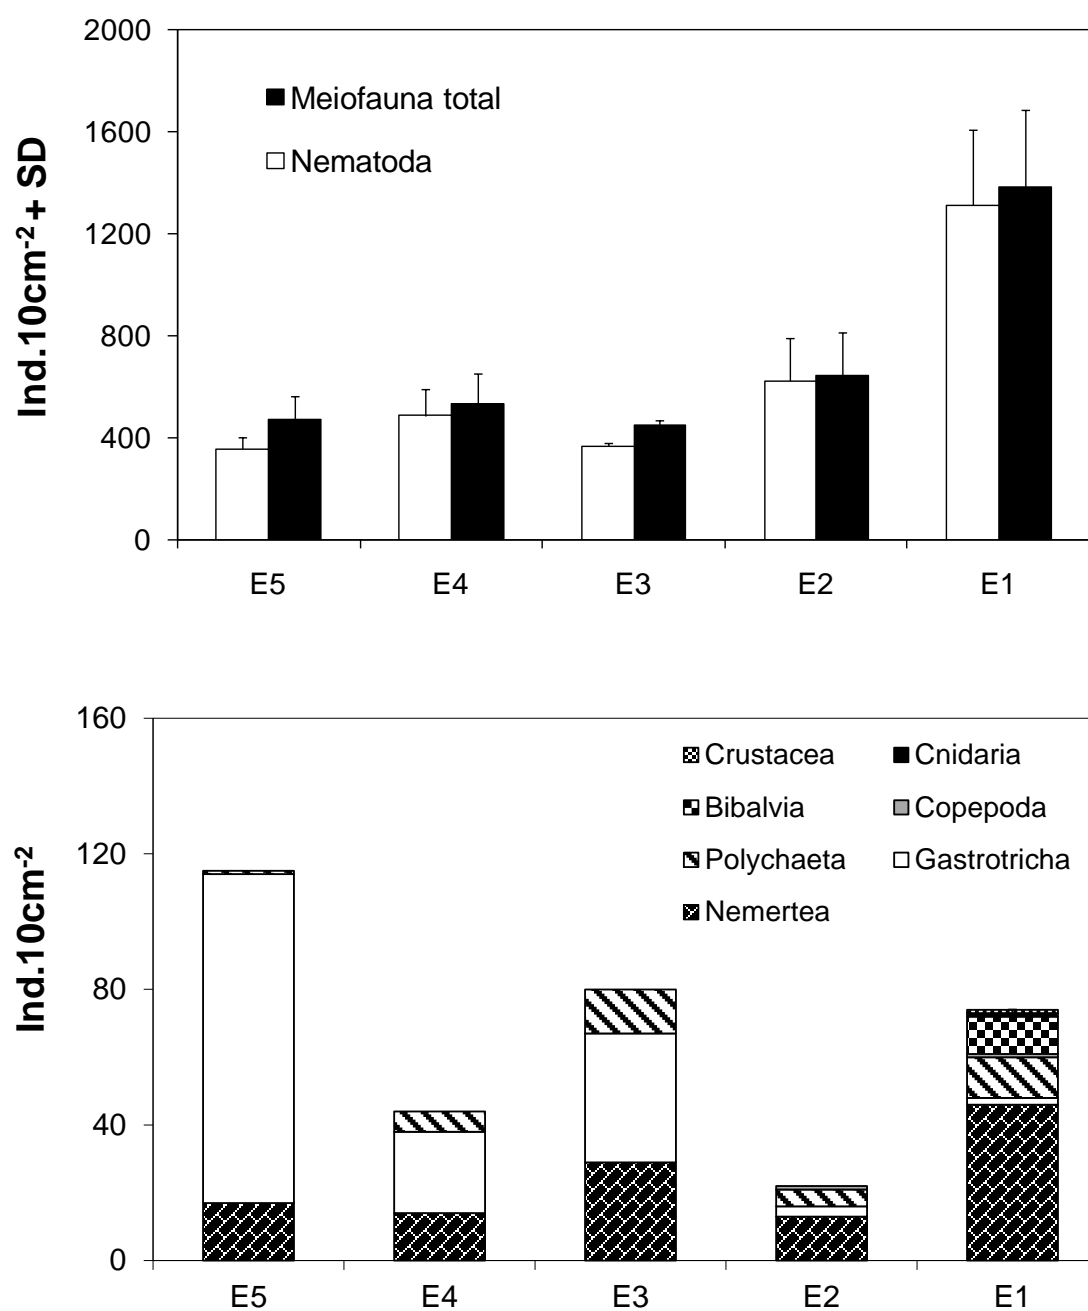 2000
1600
1200
800
400
0
Ind.10cm⁻² + SD
Meiofauna total
Nematoda
E5 E4 E3 E2 E1
160
120
80
40
0
Ind.10cm⁻²
Crustacea Cnidaria
Bibalvia Copepoda
Polychaeta Gastrotricha
Nemertea
E5 E4 E3 E2 E1